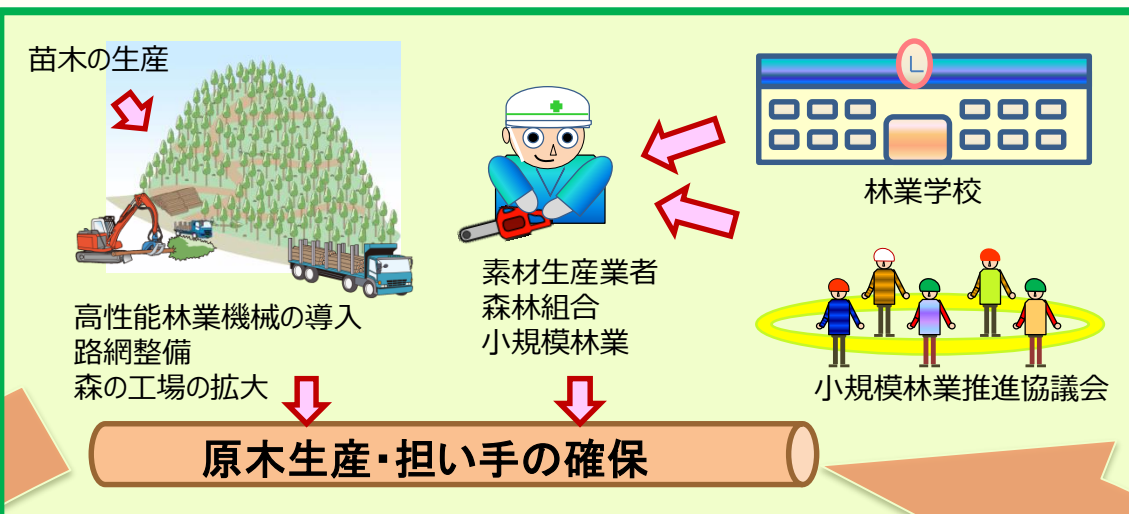 苗木の生産
高性能林業機械の導入
路網整備
森の工場の拡大
素材生産業者
森林組合
小規模林業
林業学校
小規模林業推進協議会
原木生産・担い手の確保